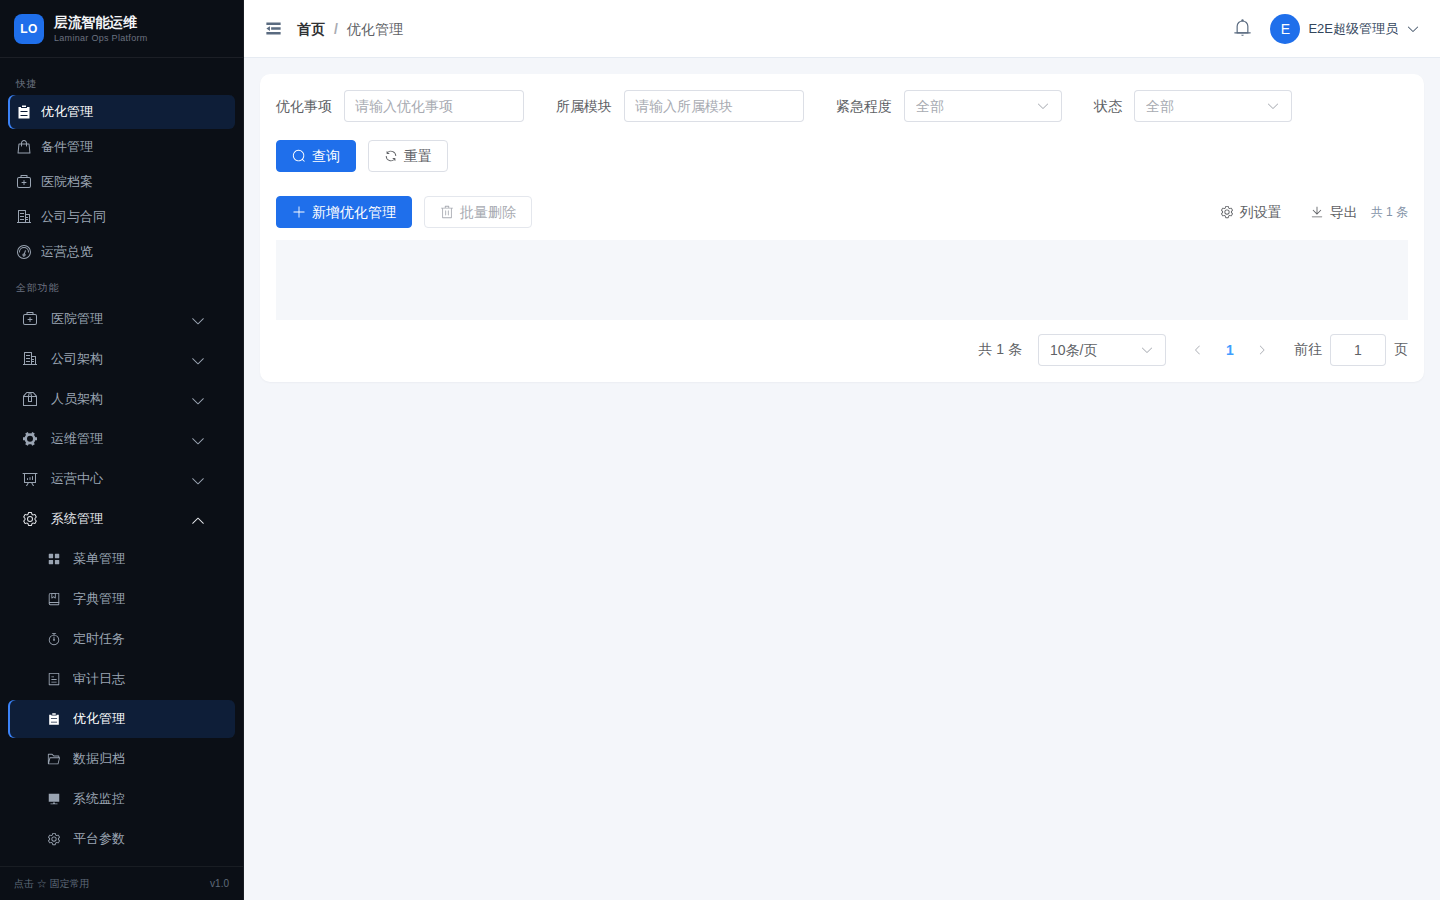 LO
层流智能运维
Laminar Ops Platform
快捷
优化管理
备件管理
医院档案
公司与合同
运营总览
全部功能
医院管理
公司架构
人员架构
运维管理
运营中心
系统管理
菜单管理
字典管理
定时任务
审计日志
优化管理
数据归档
系统监控
平台参数
点击 ☆ 固定常用 v1.0
首页 / 优化管理
E E2E超级管理员
优化事项 请输入优化事项 所属模块 请输入所属模块 紧急程度 全部 状态 全部
查询 重置
新增优化管理 批量删除 列设置 导出 共 1 条
共 1 条 10条/页 1 前往 1 页